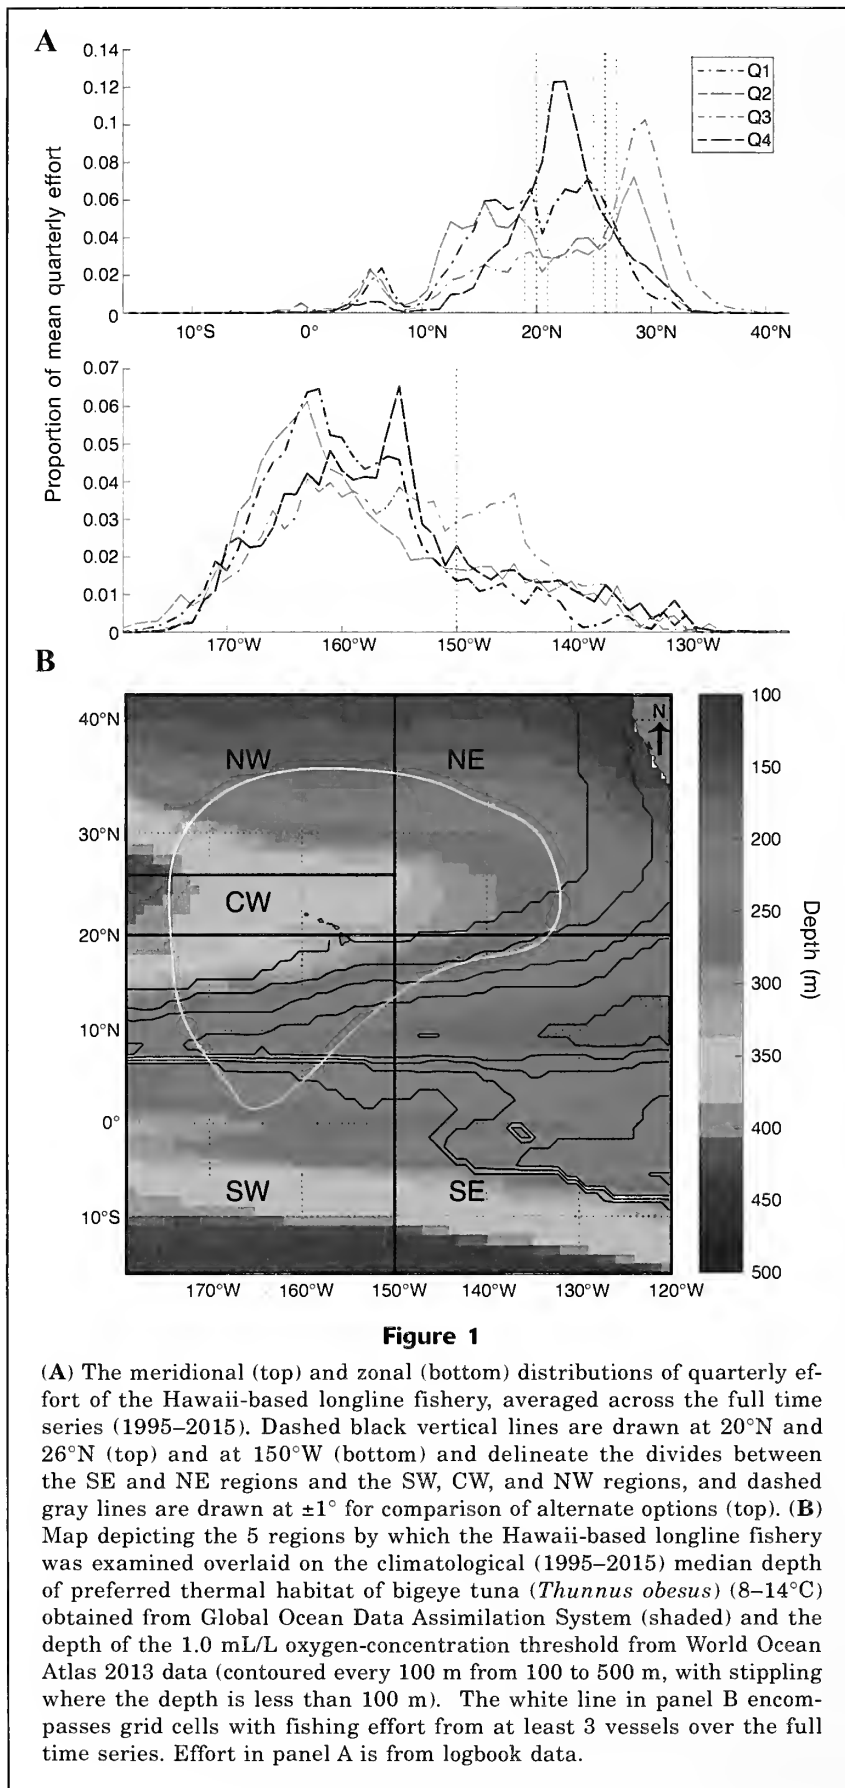 A
Proportion of mean quarterly effort
0.14
0.12
0.1
0.08
0.06
0.04
0.02
0
Q1
Q2
Q3
Q4
10°S 0° 10°N 20°N 30°N 40°N
0.07
0.06
0.05
0.04
0.03
0.02
0.01
0
170°W 160°W 150°W 140°W 130°W
B
40°N
30°N
20°N
10°N
0°
10°S
NW NE
N
CW
SW SE
170°W 160°W 150°W 140°W 130°W 120°W
100
150
200
250
300
350
400
450
500
Depth (m)
Figure 1
(A) The meridional (top) and zonal (bottom) distributions of quarterly ef-
fort of the Hawaii-based longline fishery, averaged across the full time
series (1995–2015). Dashed black vertical lines are drawn at 20°N and
26°N (top) and at 150°W (bottom) and delineate the divides between
the SE and NE regions and the SW, CW, and NW regions, and dashed
gray lines are drawn at ±1° for comparison of alternate options (top). (B)
Map depicting the 5 regions by which the Hawaii-based longline fishery
was examined overlaid on the climatological (1995–2015) median depth
of preferred thermal habitat of bigeye tuna (Thunnus obesus) (8–14°C)
obtained from Global Ocean Data Assimilation System (shaded) and the
depth of the 1.0 mL/L oxygen-concentration threshold from World Ocean
Atlas 2013 data (contoured every 100 m from 100 to 500 m, with stippling
where the depth is less than 100 m). The white line in panel B encom-
passes grid cells with fishing effort from at least 3 vessels over the full
time series. Effort in panel A is from logbook data.